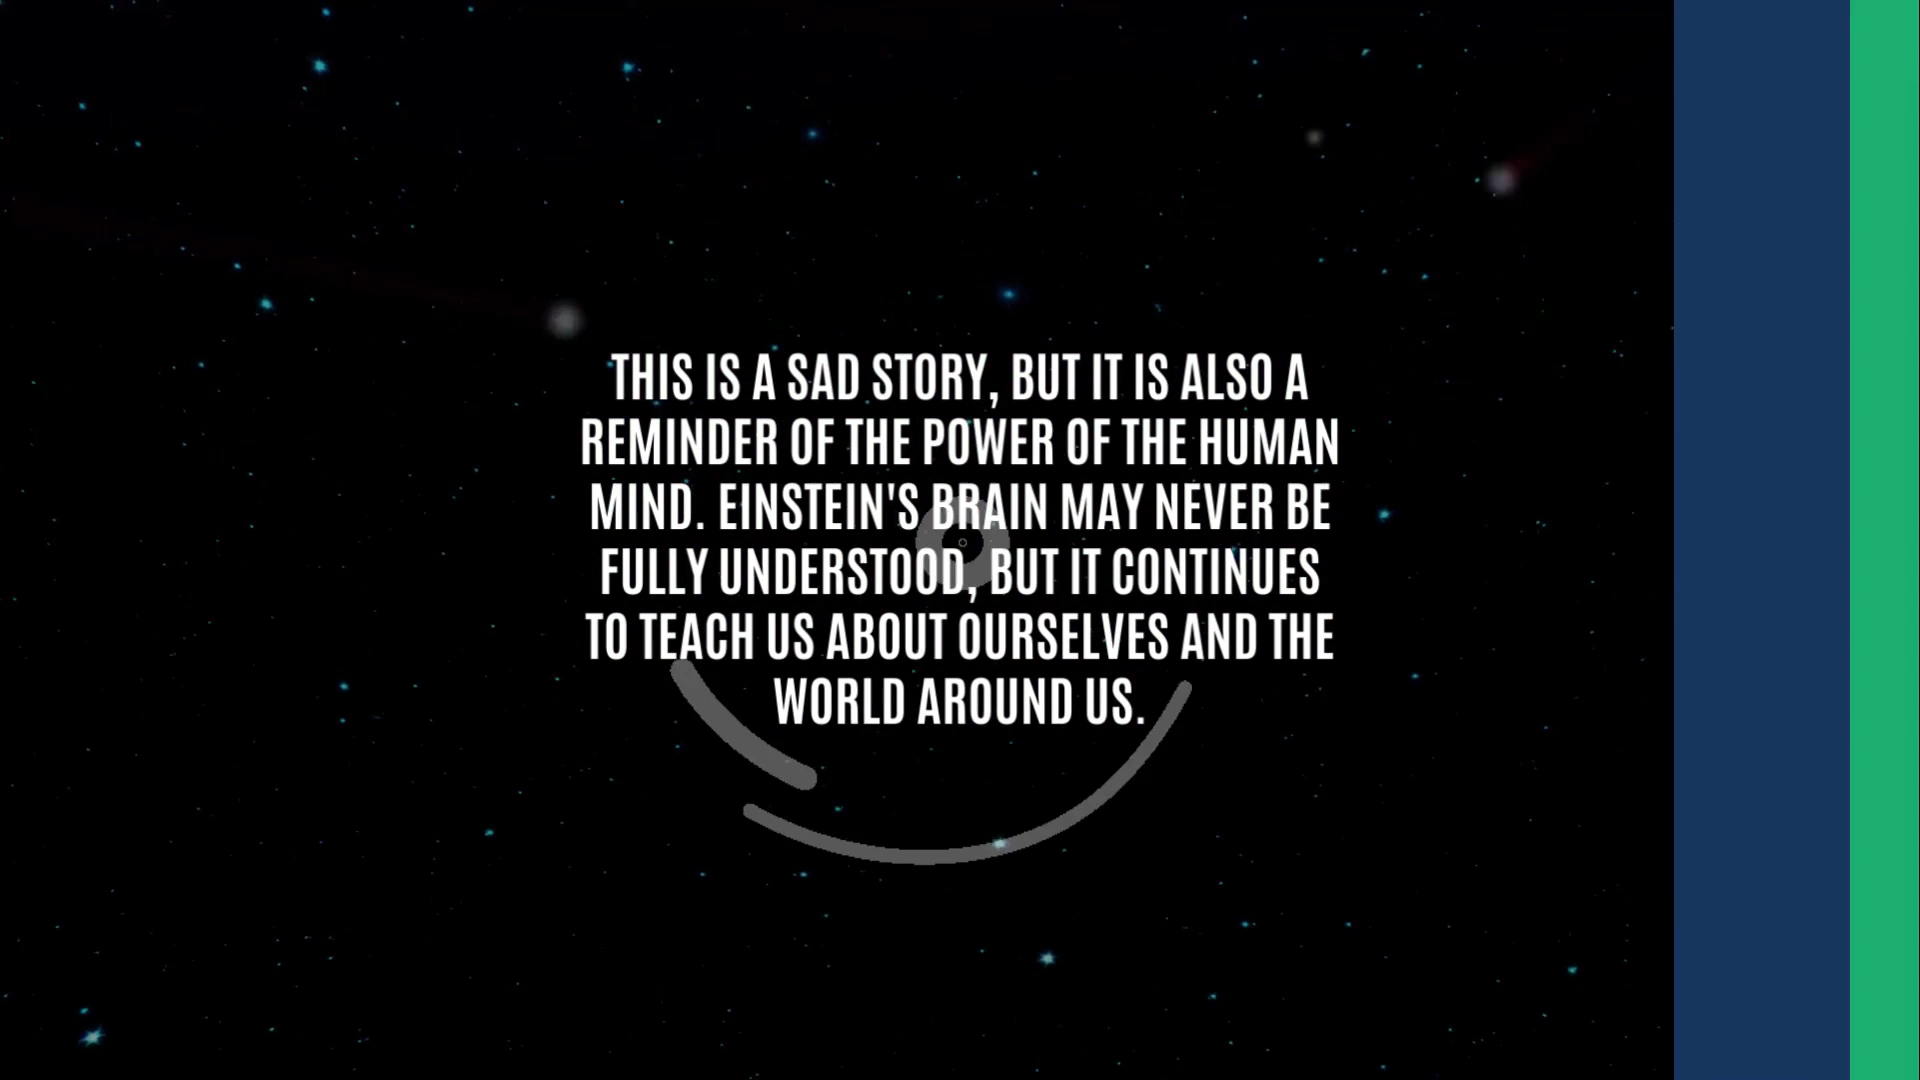 THIS IS A SAD STORY, BUT IT IS ALSO A
REMINDER OF THE POWER OF THE HUMAN
MIND. EINSTEIN'S BRAIN MAY NEVER BE
FULLY UNDERSTOOD, BUT IT CONTINUES
TO TEACH US ABOUT OURSELVES AND THE
WORLD AROUND US.